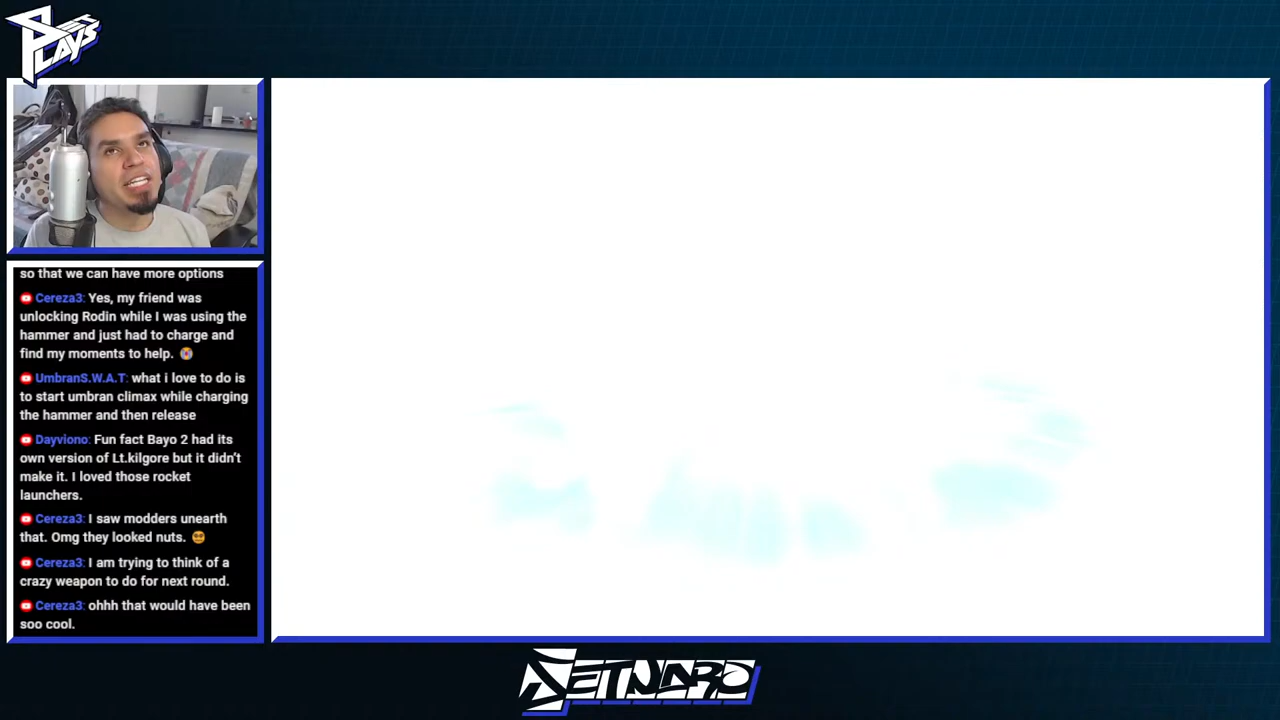 SET
PLAYS
so that we can have more options
Cereza3: Yes, my friend was
unlocking Rodin while I was using the
hammer and just had to charge and
find my moments to help. 😭
UmbranS.W.A.T: what i love to do is
to start umbran climax while charging
the hammer and then release
Dayviono: Fun fact Bayo 2 had its
own version of Lt.kilgore but it didn't
make it. I loved those rocket
launchers.
Cereza3: I saw modders unearth
that. Omg they looked nuts. 😵‍💫
Cereza3: I am trying to think of a
crazy weapon to do for next round.
Cereza3: ohhh that would have been
soo cool.
SETNARO